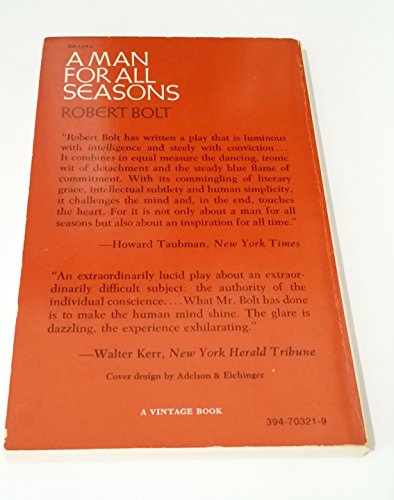 DRAMA
A MAN
FOR ALL
SEASONS
ROBERT BOLT
"Robert Bolt has written a play that is luminous
with intelligence and steely with conviction...
It combines in equal measure the dancing, ironic
wit of detachment and the steady blue flame of
commitment. With its commingling of literary
grace, intellectual subtlety and human simplicity,
it challenges the mind and, in the end, touches
the heart. For it is not only about a man for all
seasons but also about an inspiration for all time."
—Howard Taubman, New York Times
"An extraordinarily lucid play about an extraor-
dinarily difficult subject: the authority of the
individual conscience....What Mr. Bolt has done
is to make the human mind shine. The glare is
dazzling, the experience exhilarating."
—Walter Kerr, New York Herald Tribune
Cover design by Adelson & Eichinger
A VINTAGE BOOK
394-70321-9